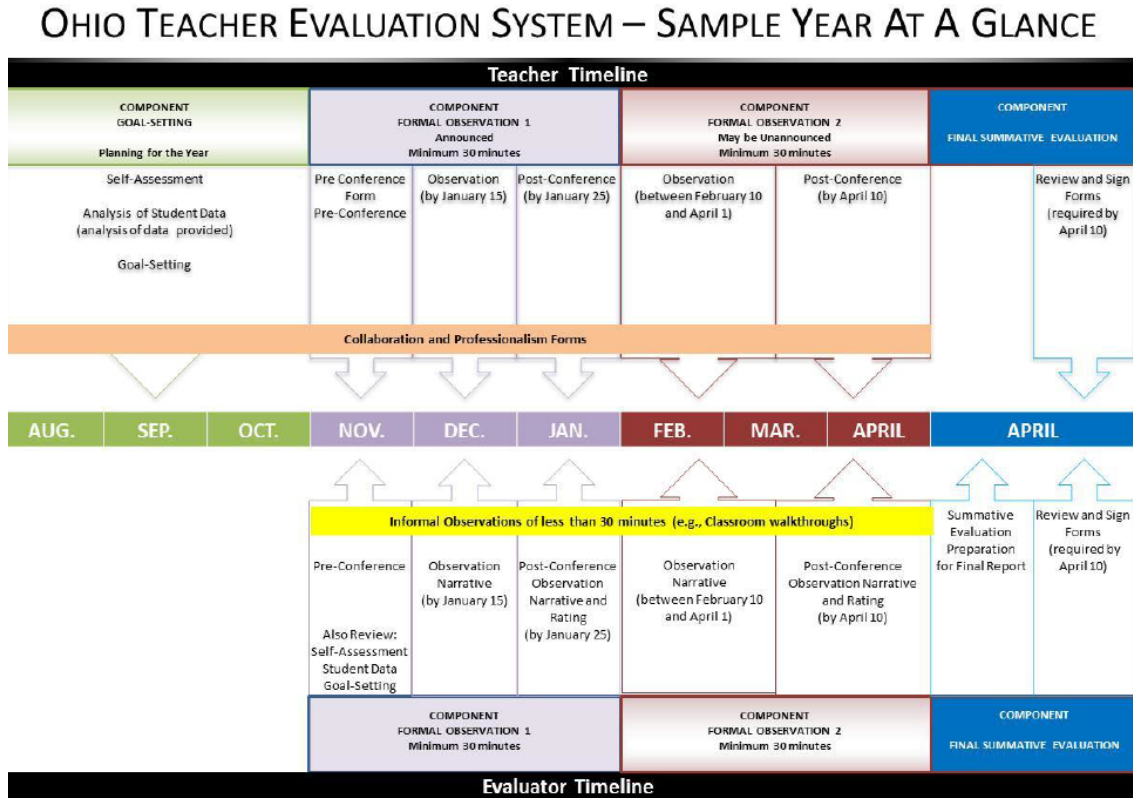 OHIO TEACHER EVALUATION SYSTEM – SAMPLE YEAR AT A GLANCE
Teacher Timeline
COMPONENT
GOAL-SETTING
Planning for the Year
COMPONENT
FORMAL OBSERVATION 1
Announced
Minimum 30 minutes
COMPONENT
FORMAL OBSERVATION 2
May be Unannounced
Minimum 30 minutes
COMPONENT
FINAL SUMMATIVE EVALUATION
Self-Assessment
Analysis of Student Data
(analysis of data provided)
Goal-Setting
Pre Conference
Form
Pre-Conference
Observation
(by January 15)
Post-Conference
(by January 25)
Observation
(between February 10
and April 1)
Post-Conference
(by April 10)
Review and Sign
Forms
(required by
April 10)
Collaboration and Professionalism Forms
AUG.
SEP.
OCT.
NOV.
DEC.
JAN.
FEB.
MAR.
APRIL
APRIL
Informal Observations of less than 30 minutes (e.g., Classroom walkthroughs)
Pre-Conference
Also Review:
Self-Assessment
Student Data
Goal-Setting
Observation
Narrative
(by January 15)
Post-Conference
Observation
Narrative and
Rating
(by January 25)
Observation
Narrative
(between February 10
and April 1)
Post-Conference
Observation Narrative
and Rating
(by April 10)
Summative
Evaluation
Preparation
for Final Report
Review and Sign
Forms
(required by
April 10)
COMPONENT
FORMAL OBSERVATION 1
Minimum 30 minutes
COMPONENT
FORMAL OBSERVATION 2
Minimum 30 minutes
COMPONENT
FINAL SUMMATIVE EVALUATION
Evaluator Timeline